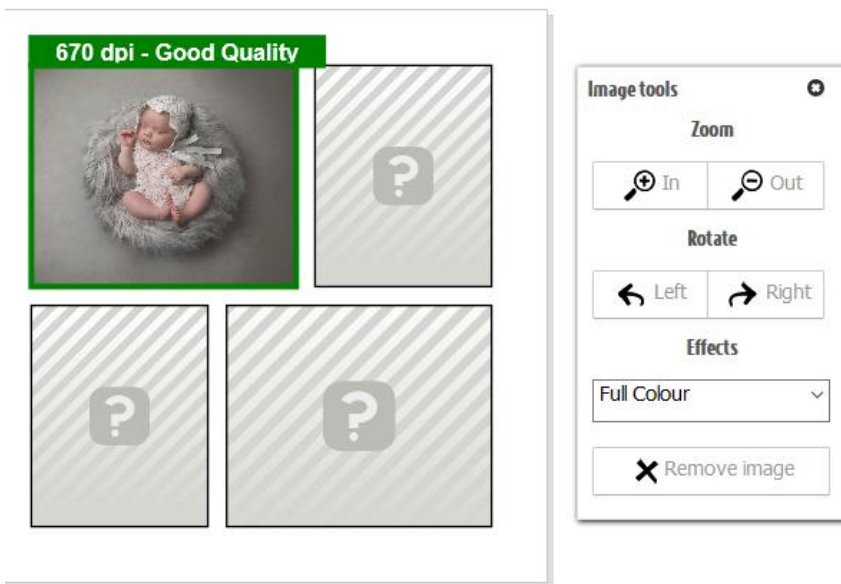 670 dpi - Good Quality
?
?
?
Image tools
Zoom
In
Out
Rotate
Left
Right
Effects
Full Colour
Remove image